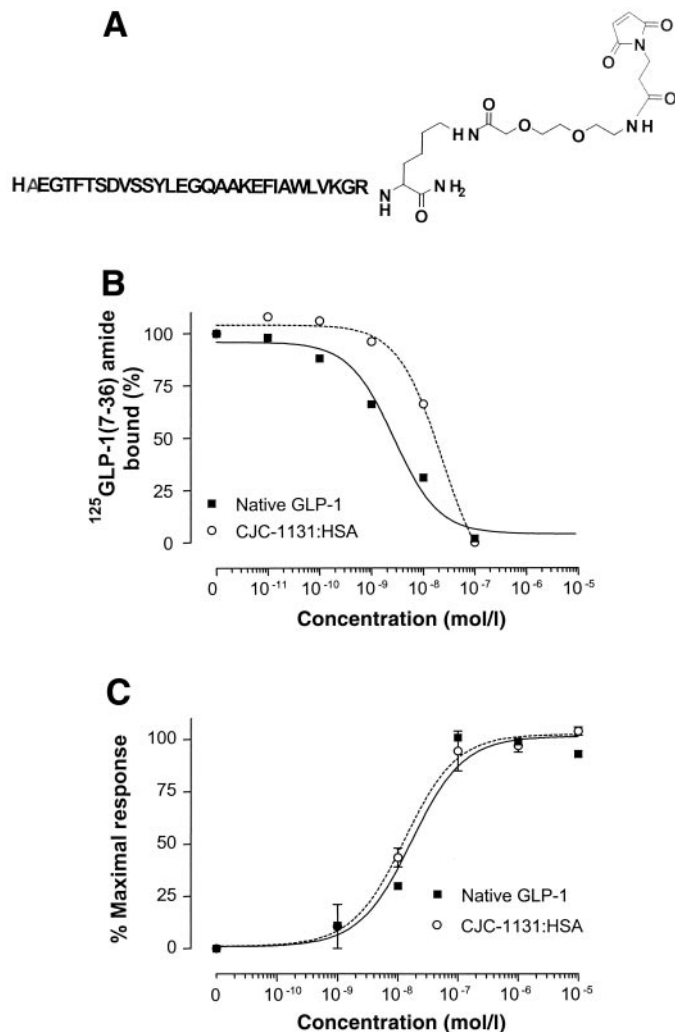 A
HAEGTFTSDVSSYLEGQAAKEFIAWLVKGR
HN
O
NH₂
NH
O
O
O
NH
O
N
O
O
B
¹²⁵GLP-1(7-36) amide
bound (%)
100
75
50
25
0
■ Native GLP-1
○ CJC-1131:HSA
0 10⁻¹¹ 10⁻¹⁰ 10⁻⁹ 10⁻⁸ 10⁻⁷ 10⁻⁶ 10⁻⁵
Concentration (mol/l)
C
% Maximal response
100
75
50
25
0
■ Native GLP-1
○ CJC-1131:HSA
0 10⁻¹⁰ 10⁻⁹ 10⁻⁸ 10⁻⁷ 10⁻⁶ 10⁻⁵
Concentration (mol/l)